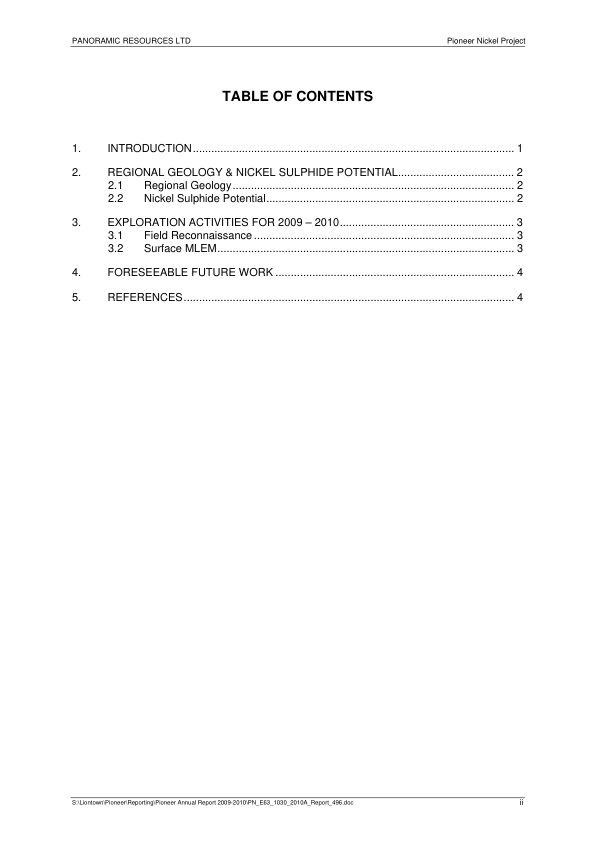 PANORAMIC RESOURCES LTD Pioneer Nickel Project
TABLE OF CONTENTS
1. INTRODUCTION.......................................................................................................... 1
2. REGIONAL GEOLOGY & NICKEL SULPHIDE POTENTIAL...................................... 2
2.1 Regional Geology............................................................................................. 2
2.2 Nickel Sulphide Potential.................................................................................. 2
3. EXPLORATION ACTIVITIES FOR 2009 – 2010......................................................... 3
3.1 Field Reconnaissance ..................................................................................... 3
3.2 Surface MLEM................................................................................................. 3
4. FORESEEABLE FUTURE WORK .............................................................................. 4
5. REFERENCES............................................................................................................ 4
S:\Liontown\Pioneer\Reporting\Pioneer Annual Report 2009-2010\PN_E63_1030_2010A_Report_496.doc ii